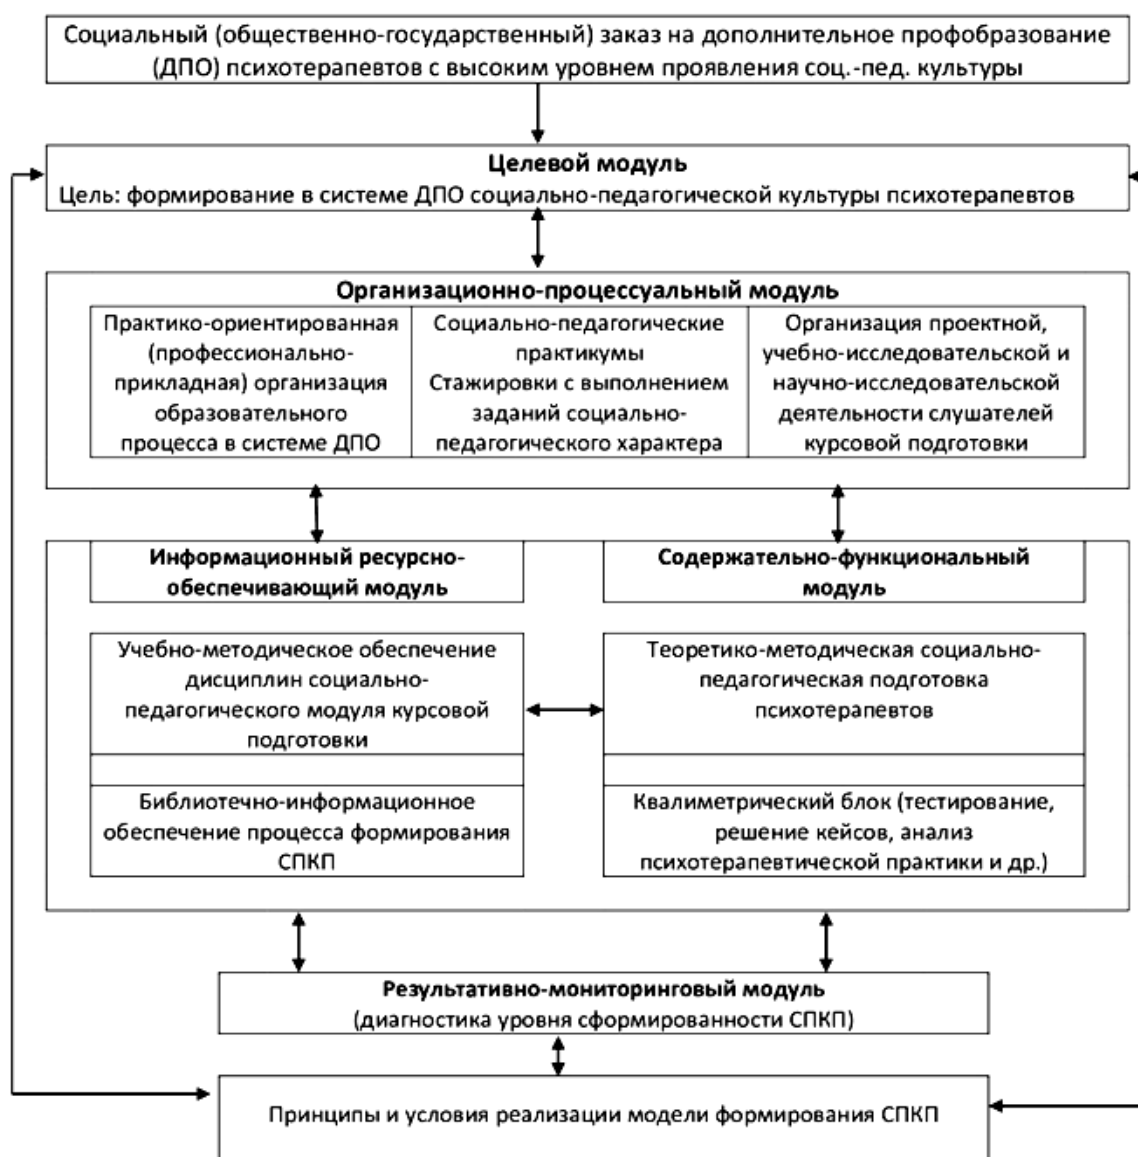 Социальный (общественно-государственный) заказ на дополнительное профобразование
(ДПО) психотерапевтов с высоким уровнем проявления соц.-пед. культуры
Целевой модуль
Цель: формирование в системе ДПО социально-педагогической культуры психотерапевтов
Организационно-процессуальный модуль
Практико-ориентированная
(профессионально-
прикладная) организация
образовательного
процесса в системе ДПО
Социально-педагогические
практикумы
Стажировки с выполнением
заданий социально-
педагогического характера
Организация проектной,
учебно-исследовательской и
научно-исследовательской
деятельности слушателей
курсовой подготовки
Информационный ресурсно-
обеспечивающий модуль
Содержательно-функциональный
модуль
Учебно-методическое обеспечение
дисциплин социально-
педагогического модуля курсовой
подготовки
Теоретико-методическая социально-
педагогическая подготовка
психотерапевтов
Библиотечно-информационное
обеспечение процесса формирования
СПКП
Квалиметрический блок (тестирование,
решение кейсов, анализ
психотерапевтической практики и др.)
Результативно-мониторинговый модуль
(диагностика уровня сформированности СПКП)
Принципы и условия реализации модели формирования СПКП